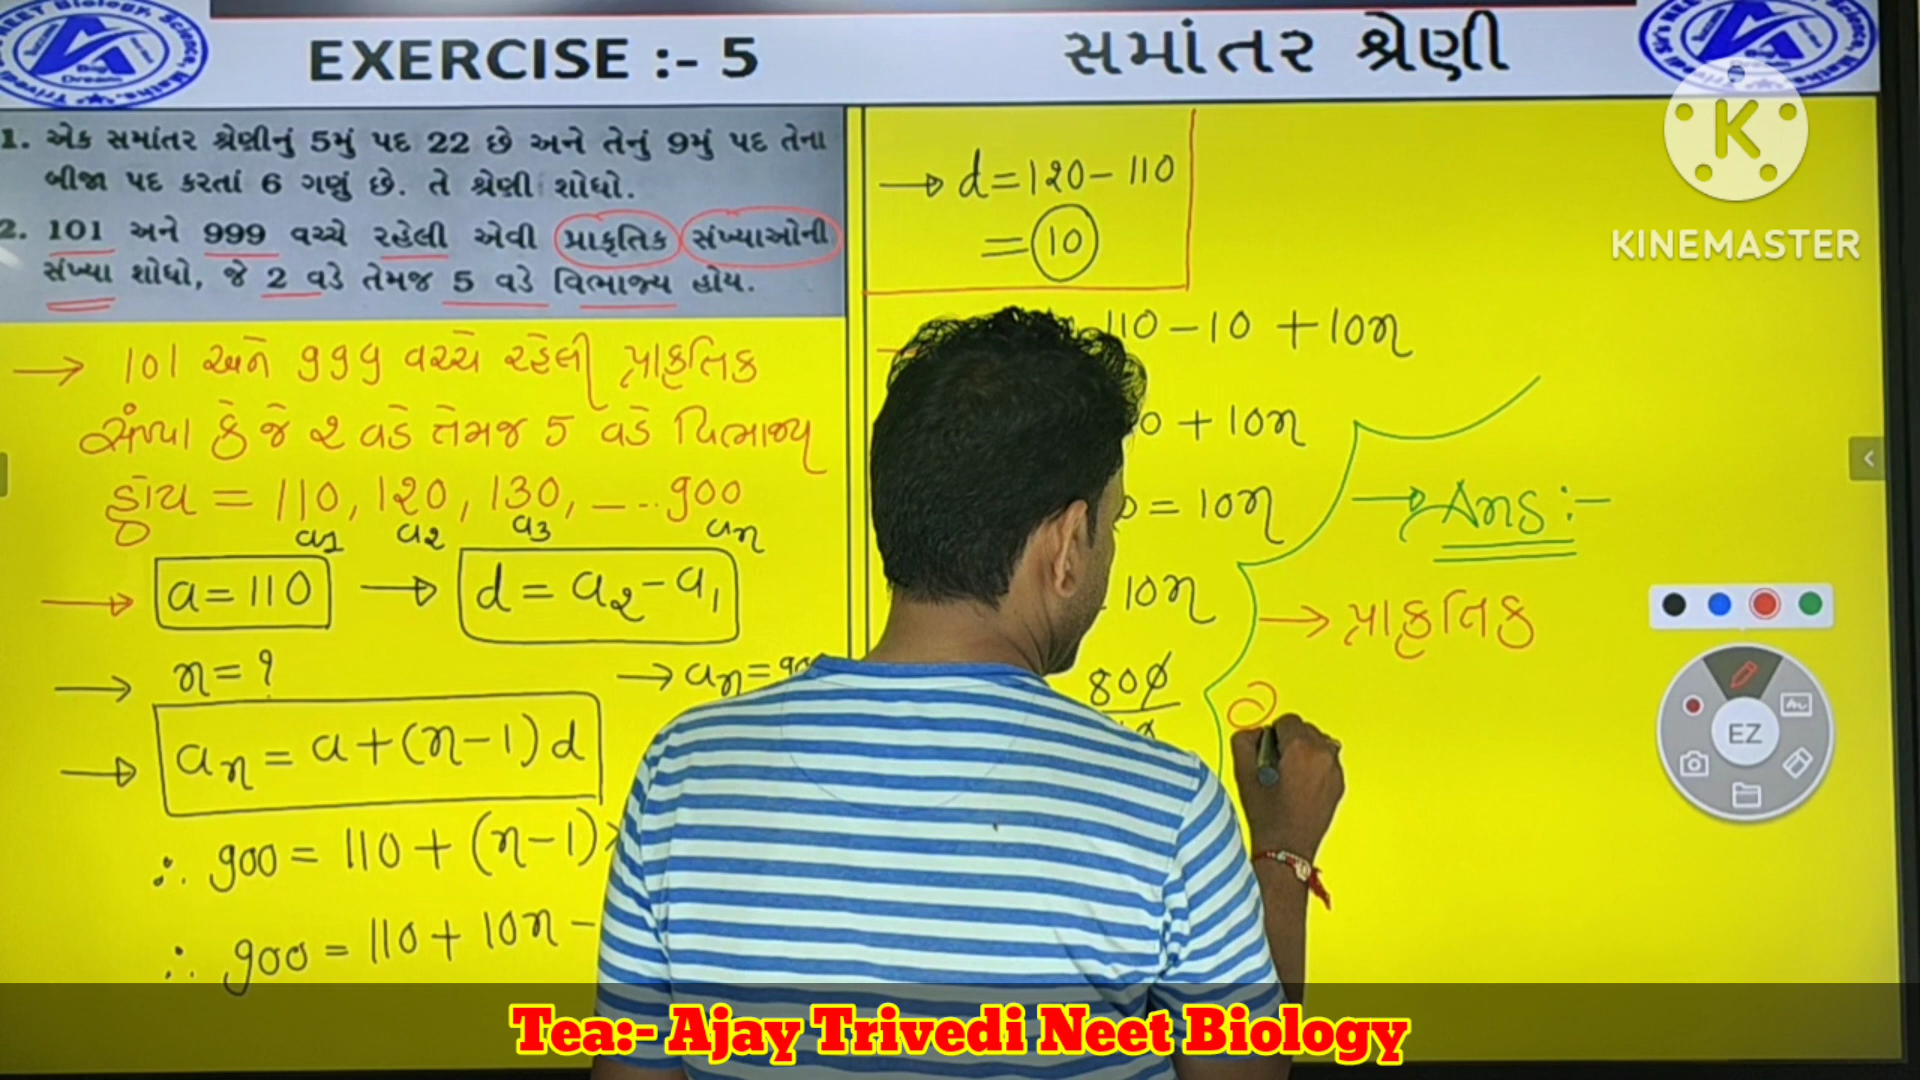 EXERCISE :- 5
સમાંતર શ્રેણી
1. એક સમાંતર શ્રેણીનું 5મું પદ 22 છે અને તેનું 9મું પદ તેના
બીજા પદ કરતાં 6 ગણું છે. તે શ્રેણી શોધો.
2. 101 અને 999 વચ્ચે રહેલી એવી પ્રાકૃતિક સંખ્યાઓની
સંખ્યા શોધો, જે 2 વડે તેમજ 5 વડે વિભાજ્ય હોય.
→ 101 અને 999 વચ્ચે રહેલી પ્રાકૃતિક
સંખ્યા કે જે 2 વડે તેમજ 5 વડે વિભાજ્ય
હોય = 110, 120, 130, ---- 900
a1 a2 a3 an
→ a = 110 → d = a2 - a1
→ n = ? → an = 90
→ an = a + (n-1) d
∴ 900 = 110 + (n-1)
∴ 900 = 110 + 10n -
→ d = 120 - 110
= 10
110 - 10 + 10n
0 + 10n
= 10n
10n
800
→ Ans :-
→ પ્રાકૃતિક
KINEMASTER
EZ
Tea:- Ajay Trivedi Neet Biology